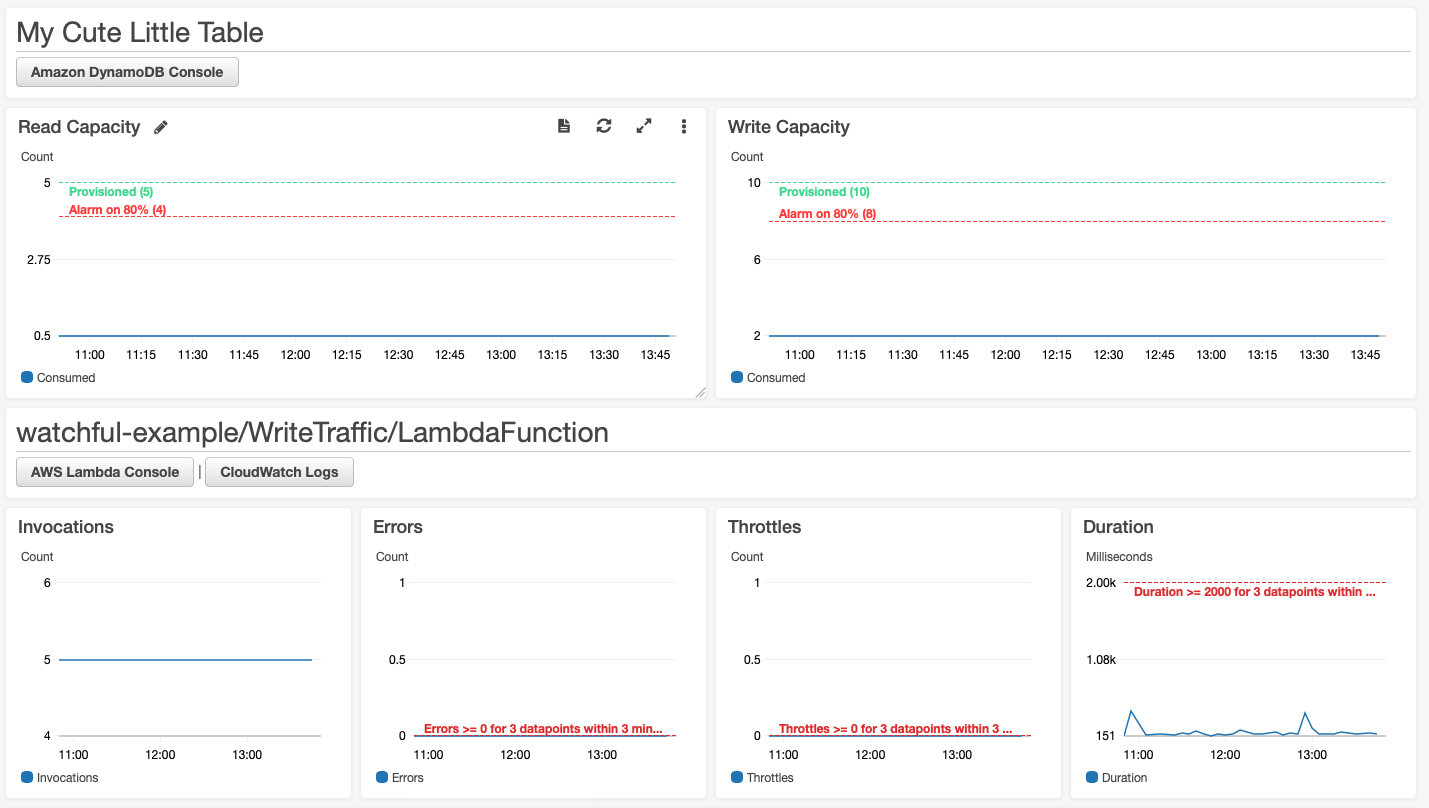 My Cute Little Table
Amazon DynamoDB Console
Read Capacity
Count
5
Provisioned (5)
Alarm on 80% (4)
2.75
0.5
11:00 11:15 11:30 11:45 12:00 12:15 12:30 12:45 13:00 13:15 13:30 13:45
Consumed
Write Capacity
Count
10
Provisioned (10)
Alarm on 80% (8)
6
2
11:00 11:15 11:30 11:45 12:00 12:15 12:30 12:45 13:00 13:15 13:30 13:45
Consumed
watchful-example/WriteTraffic/LambdaFunction
AWS Lambda Console | CloudWatch Logs
Invocations
Count
6
5
4
11:00 12:00 13:00
Invocations
Errors
Count
1
0.5
Errors >= 0 for 3 datapoints within 3 min...
0
11:00 12:00 13:00
Errors
Throttles
Count
1
0.5
Throttles >= 0 for 3 datapoints within 3 ...
0
11:00 12:00 13:00
Throttles
Duration
Milliseconds
2.00k
Duration >= 2000 for 3 datapoints within ...
1.08k
151
11:00 12:00 13:00
Duration